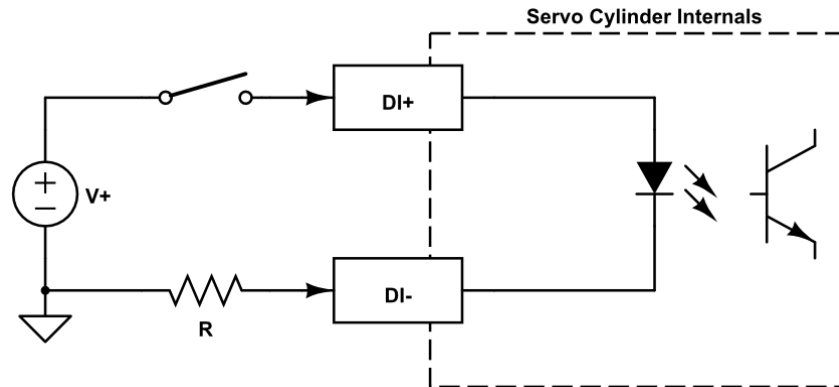 Servo Cylinder Internals
DI+
V+
DI-
R